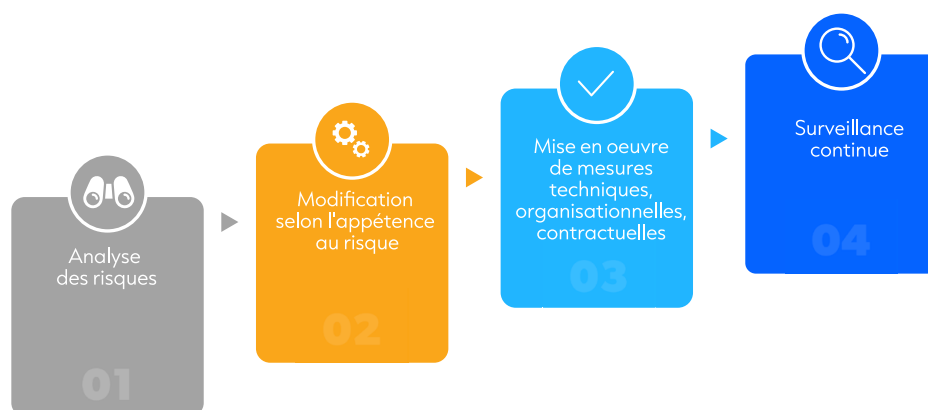 Analyse
des risques
01
Modification
selon l'appétence
au risque
02
Mise en oeuvre
de mesures
techniques,
organisationnelles,
contractuelles
03
Surveillance
continue
04